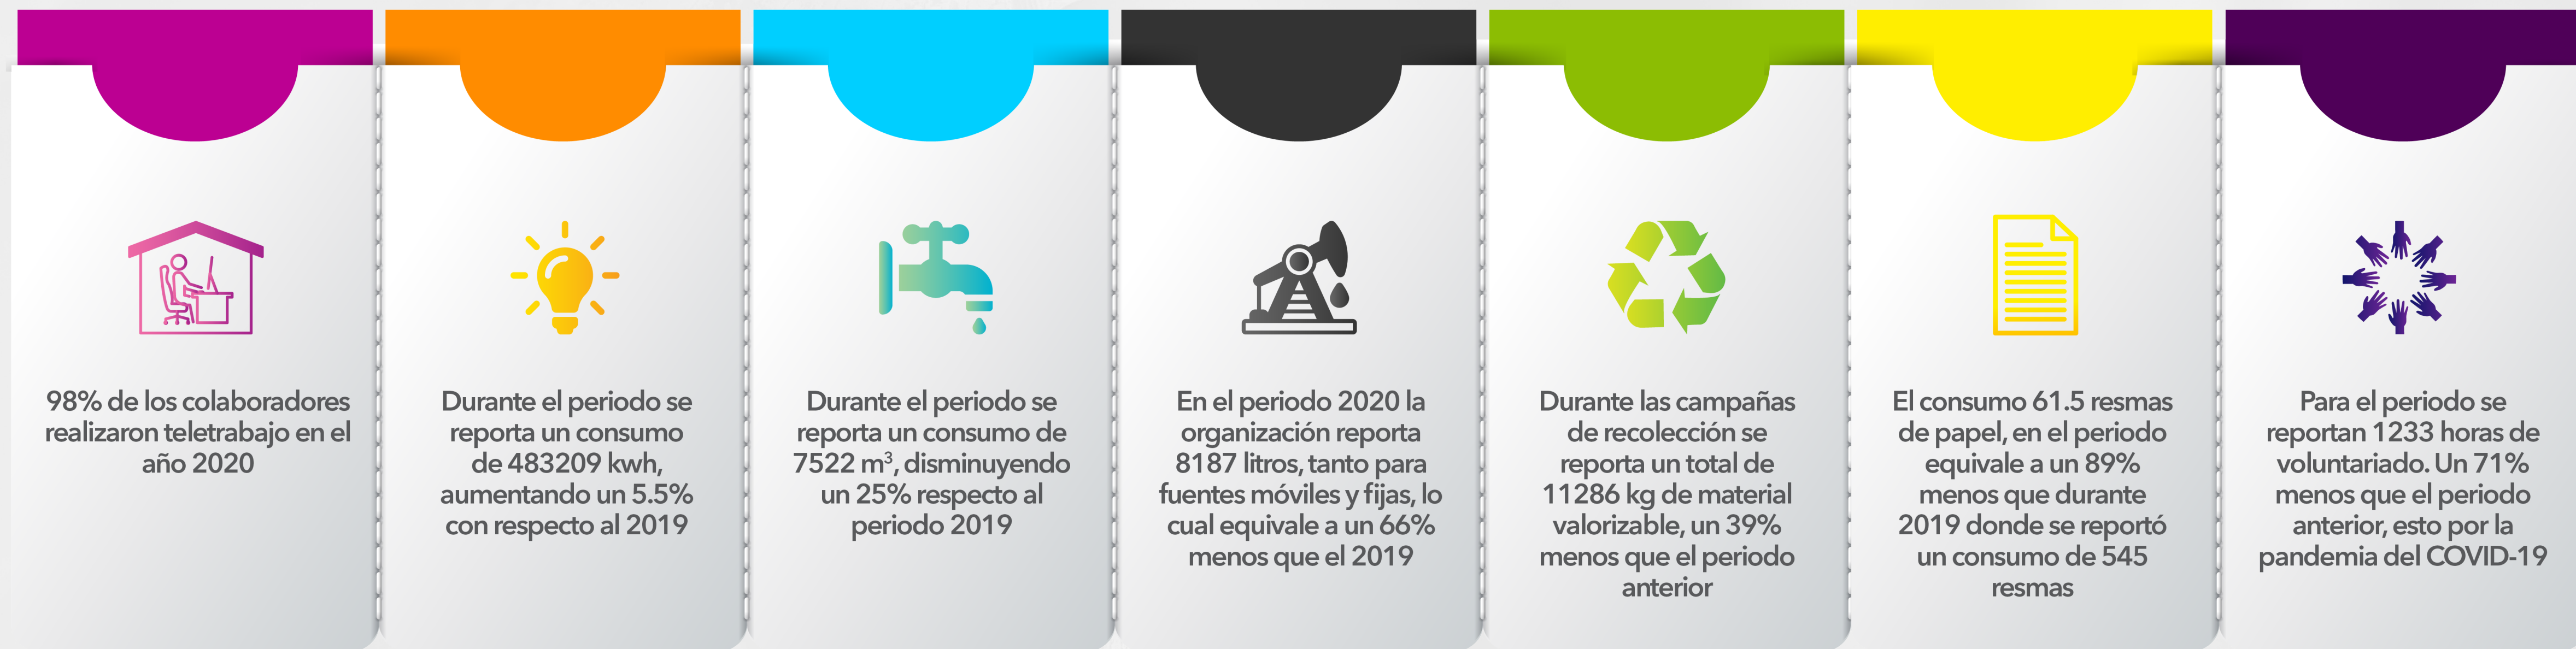 98% de los colaboradores
realizaron teletrabajo en el
año 2020
Durante el periodo se
reporta un consumo
de 483209 kwh,
aumentando un 5.5%
con respecto al 2019
Durante el periodo se
reporta un consumo de
7522 m³, disminuyendo
un 25% respecto al
periodo 2019
En el periodo 2020 la
organización reporta
8187 litros, tanto para
fuentes móviles y fijas, lo
cual equivale a un 66%
menos que el 2019
Durante las campañas
de recolección se
reporta un total de
11286 kg de material
valorizable, un 39%
menos que el periodo
anterior
El consumo 61.5 resmas
de papel, en el periodo
equivale a un 89%
menos que durante
2019 donde se reportó
un consumo de 545
resmas
Para el periodo se
reportan 1233 horas de
voluntariado. Un 71%
menos que el periodo
anterior, esto por la
pandemia del COVID-19